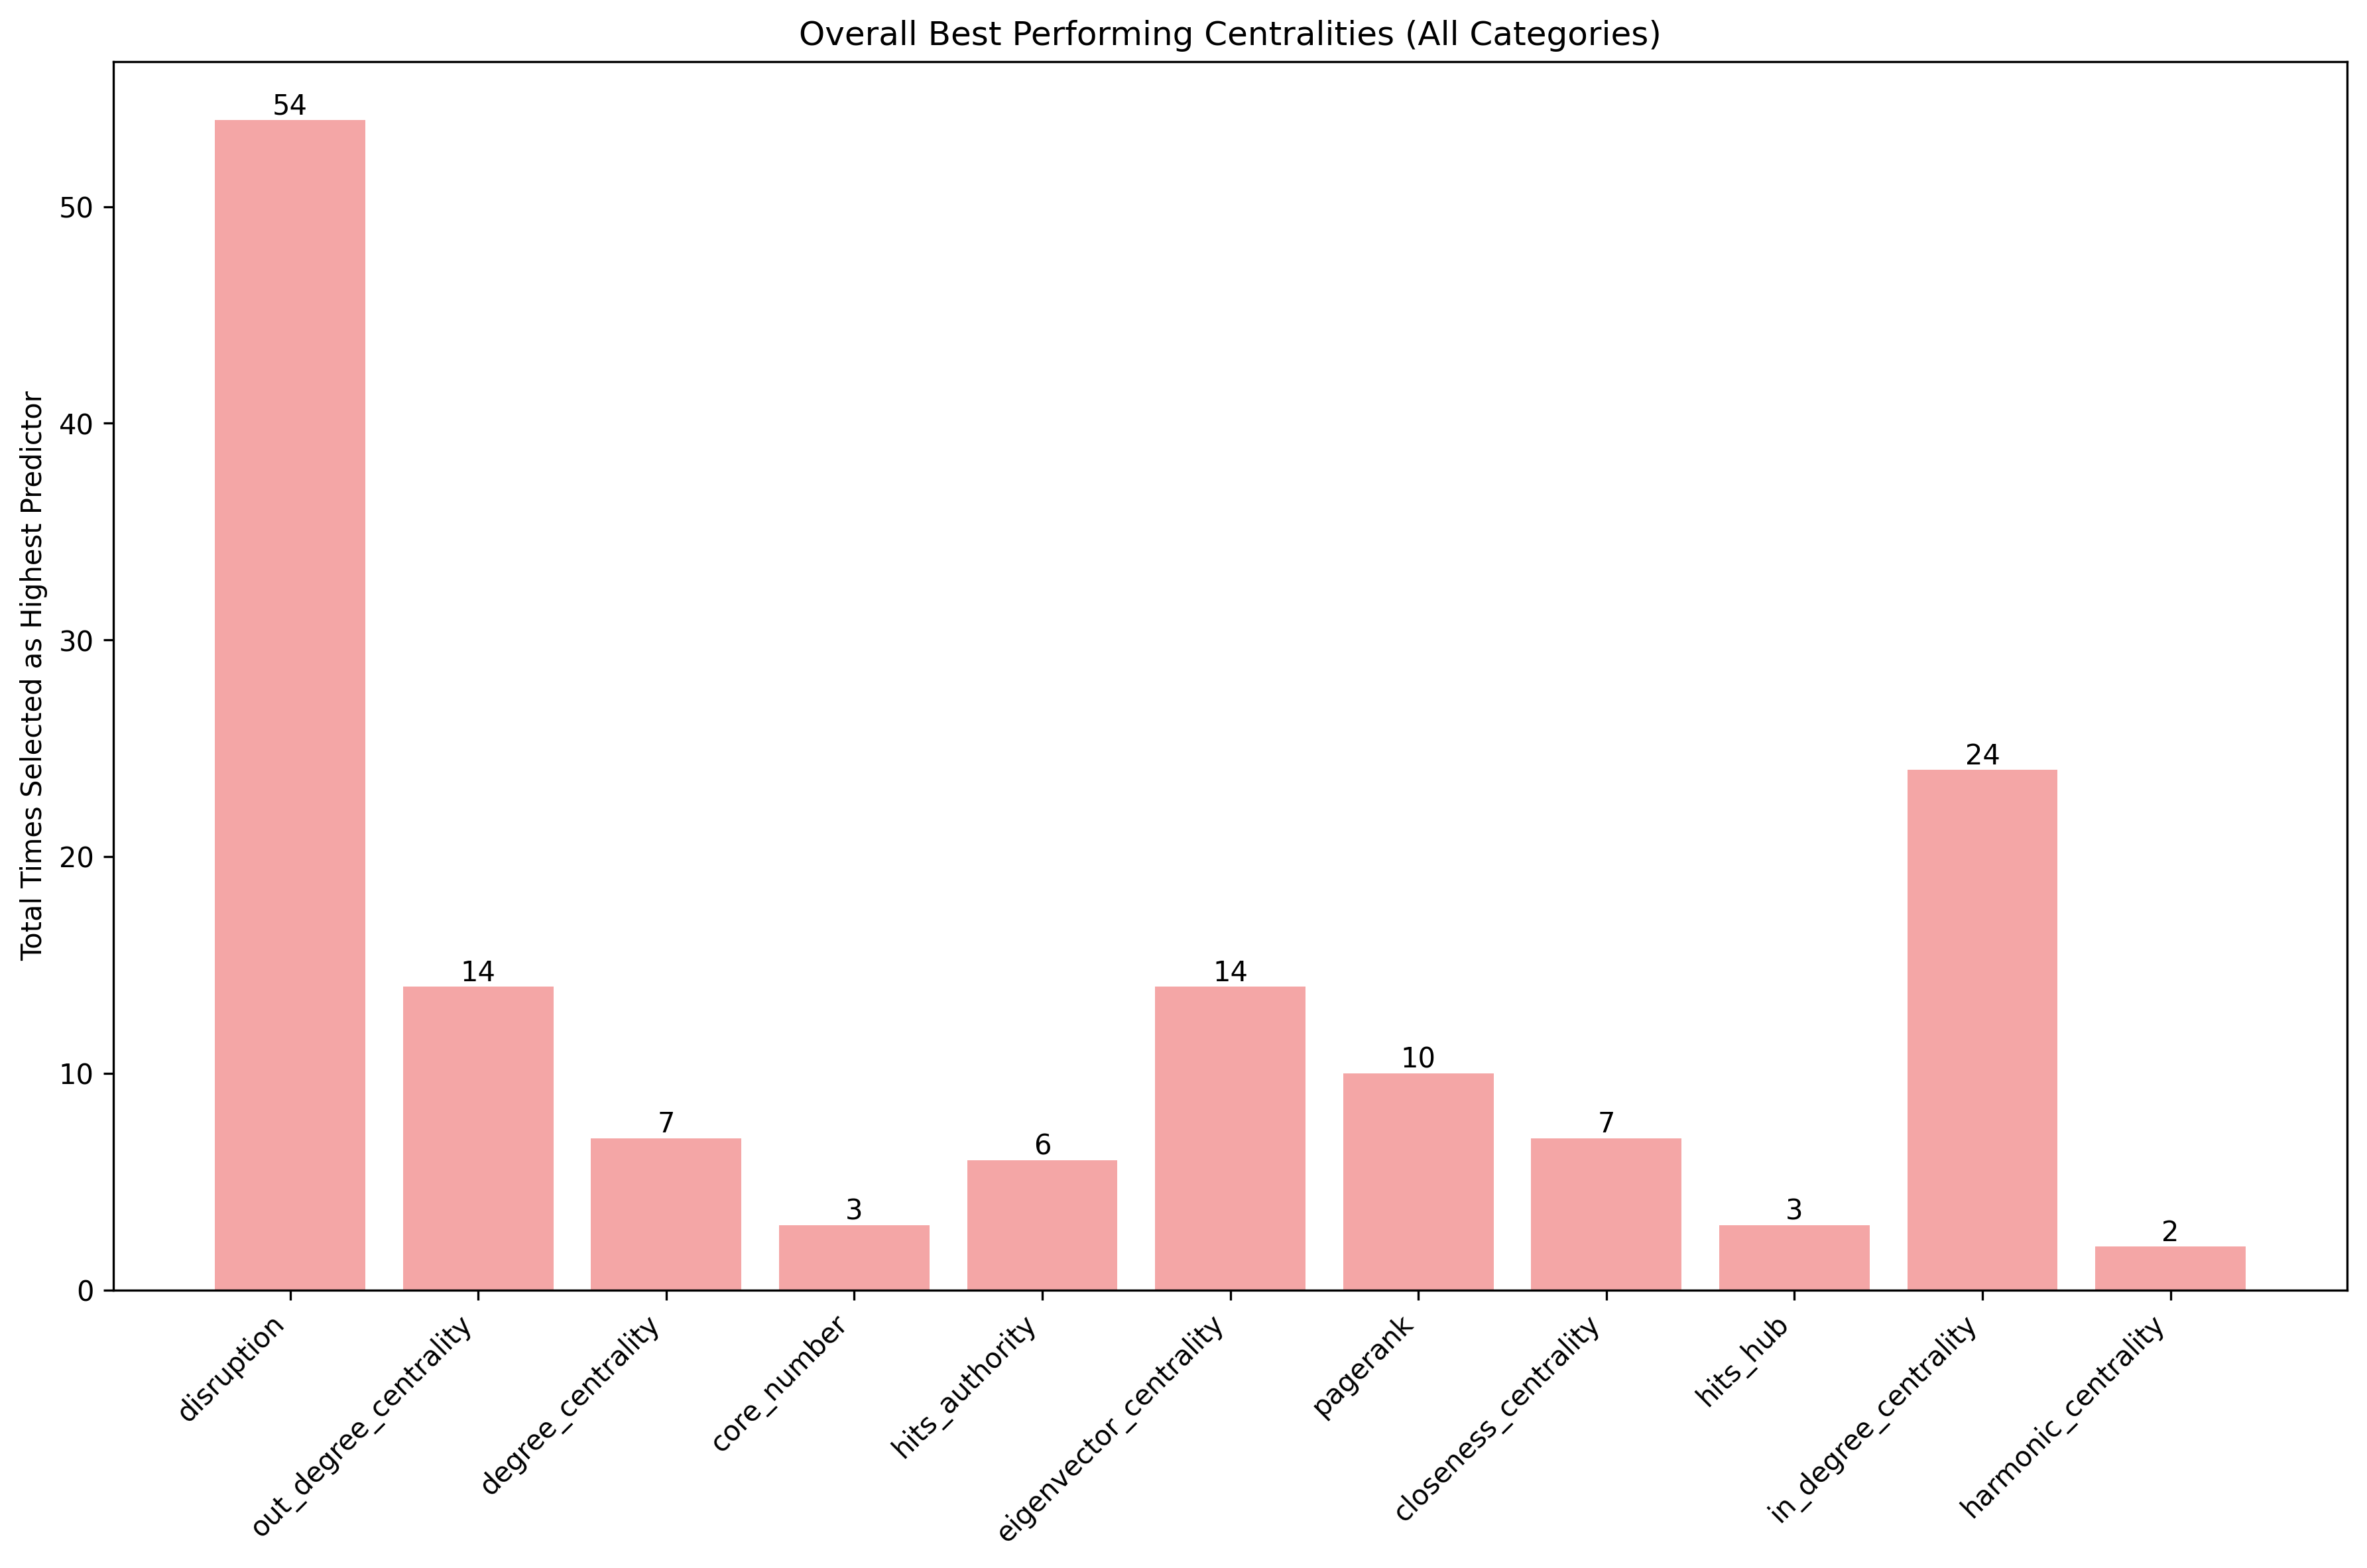 Overall Best Performing Centralities (All Categories)
Total Times Selected as Highest Predictor
50
40
30
20
10
0
54
14
7
3
6
14
10
7
3
24
2
disruption
out_degree_centrality
degree_centrality
core_number
hits_authority
eigenvector_centrality
pagerank
closeness_centrality
hits_hub
in_degree_centrality
harmonic_centrality